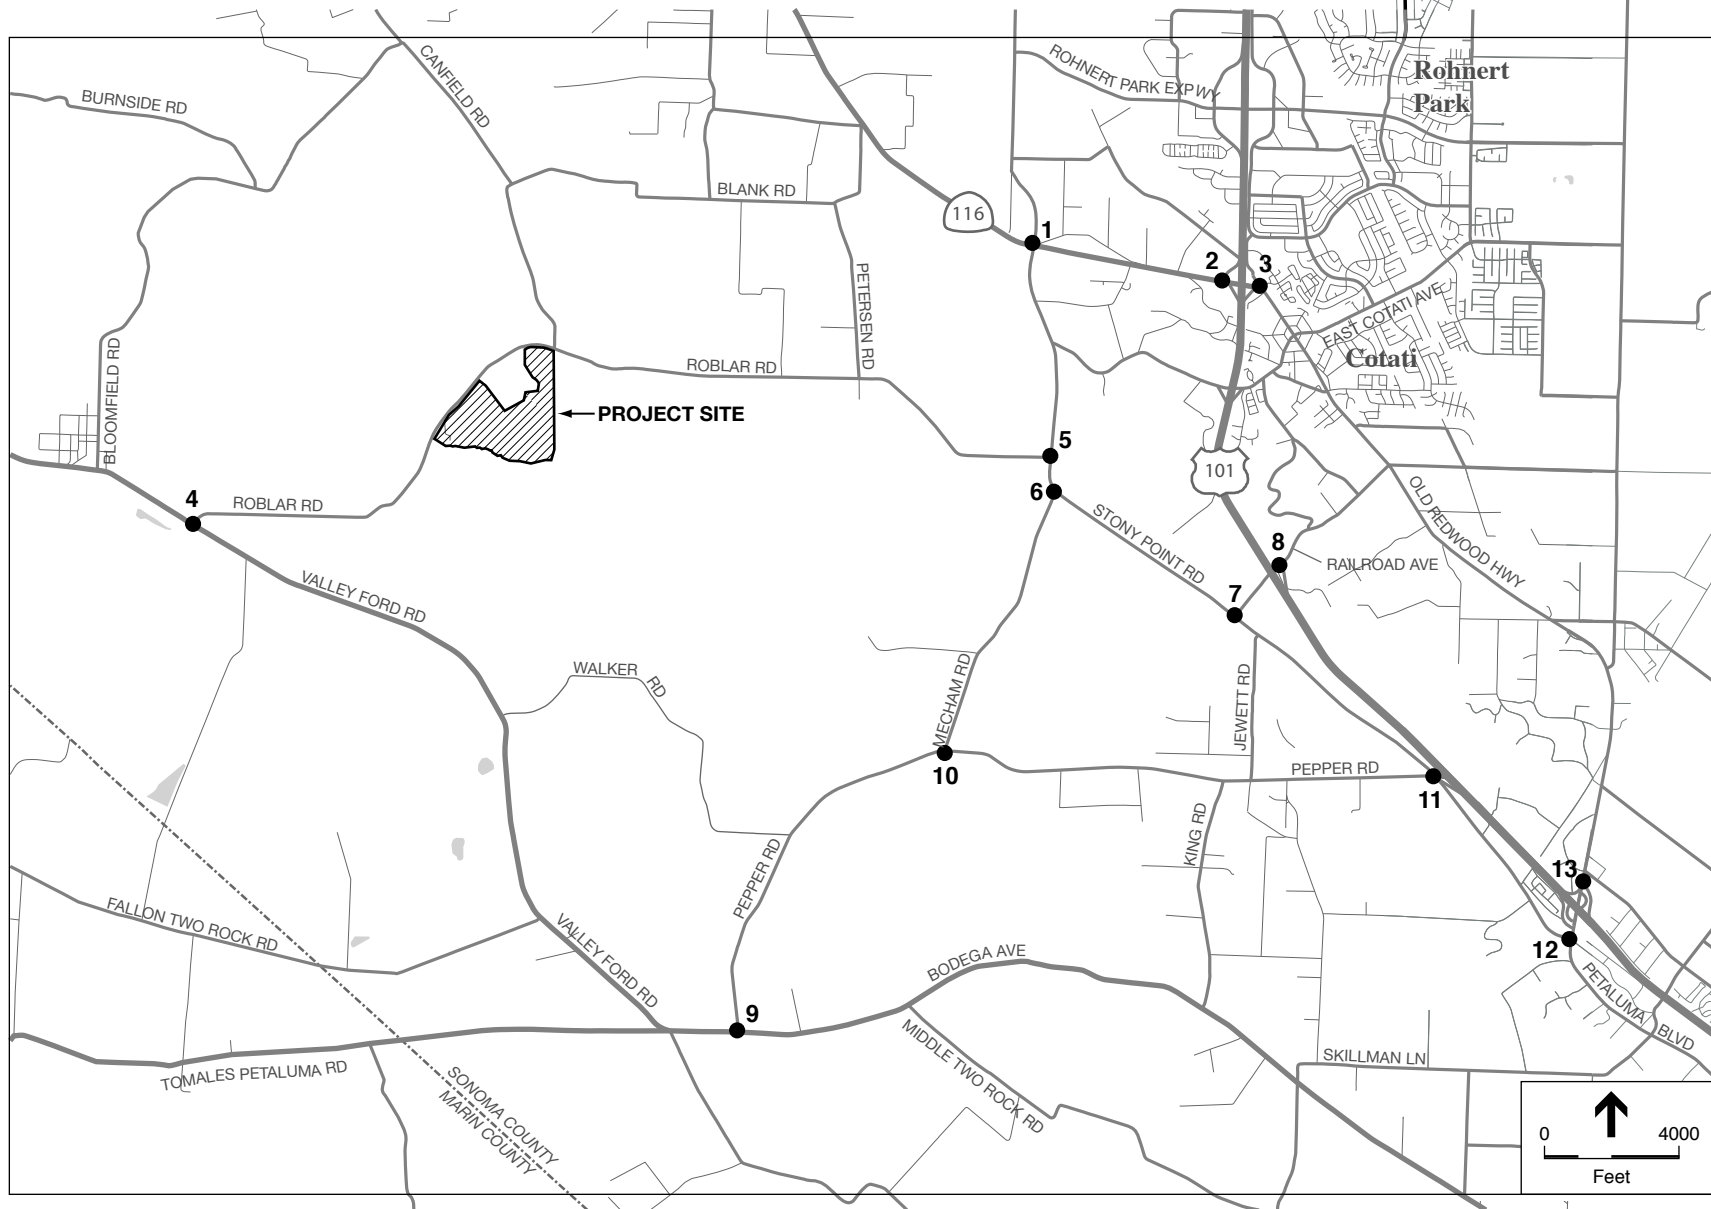 Rohnert
Park
ROHNERT PARK EXPWY
CANFIELD RD
BURNSIDE RD
BLANK RD
116
1
2
3
PETERSEN RD
EAST COTATI AVE
Cotati
BLOOMFIELD RD
ROBLAR RD
PROJECT SITE
5
101
6
4
ROBLAR RD
OLD REDWOOD HWY
STONY POINT RD
8
RAILROAD AVE
VALLEY FORD RD
7
WALKER RD
MECHAM RD
JEWETT RD
10
PEPPER RD
11
KING RD
PEPPER RD
13
FALLON TWO ROCK RD
VALLEY FORD RD
BODEGA AVE
12
PETALUMA BLVD
9
MIDDLE TWO ROCK RD
SKILLMAN LN
TOMALES PETALUMA RD
SONOMA COUNTY
MARIN COUNTY
0 4000
Feet